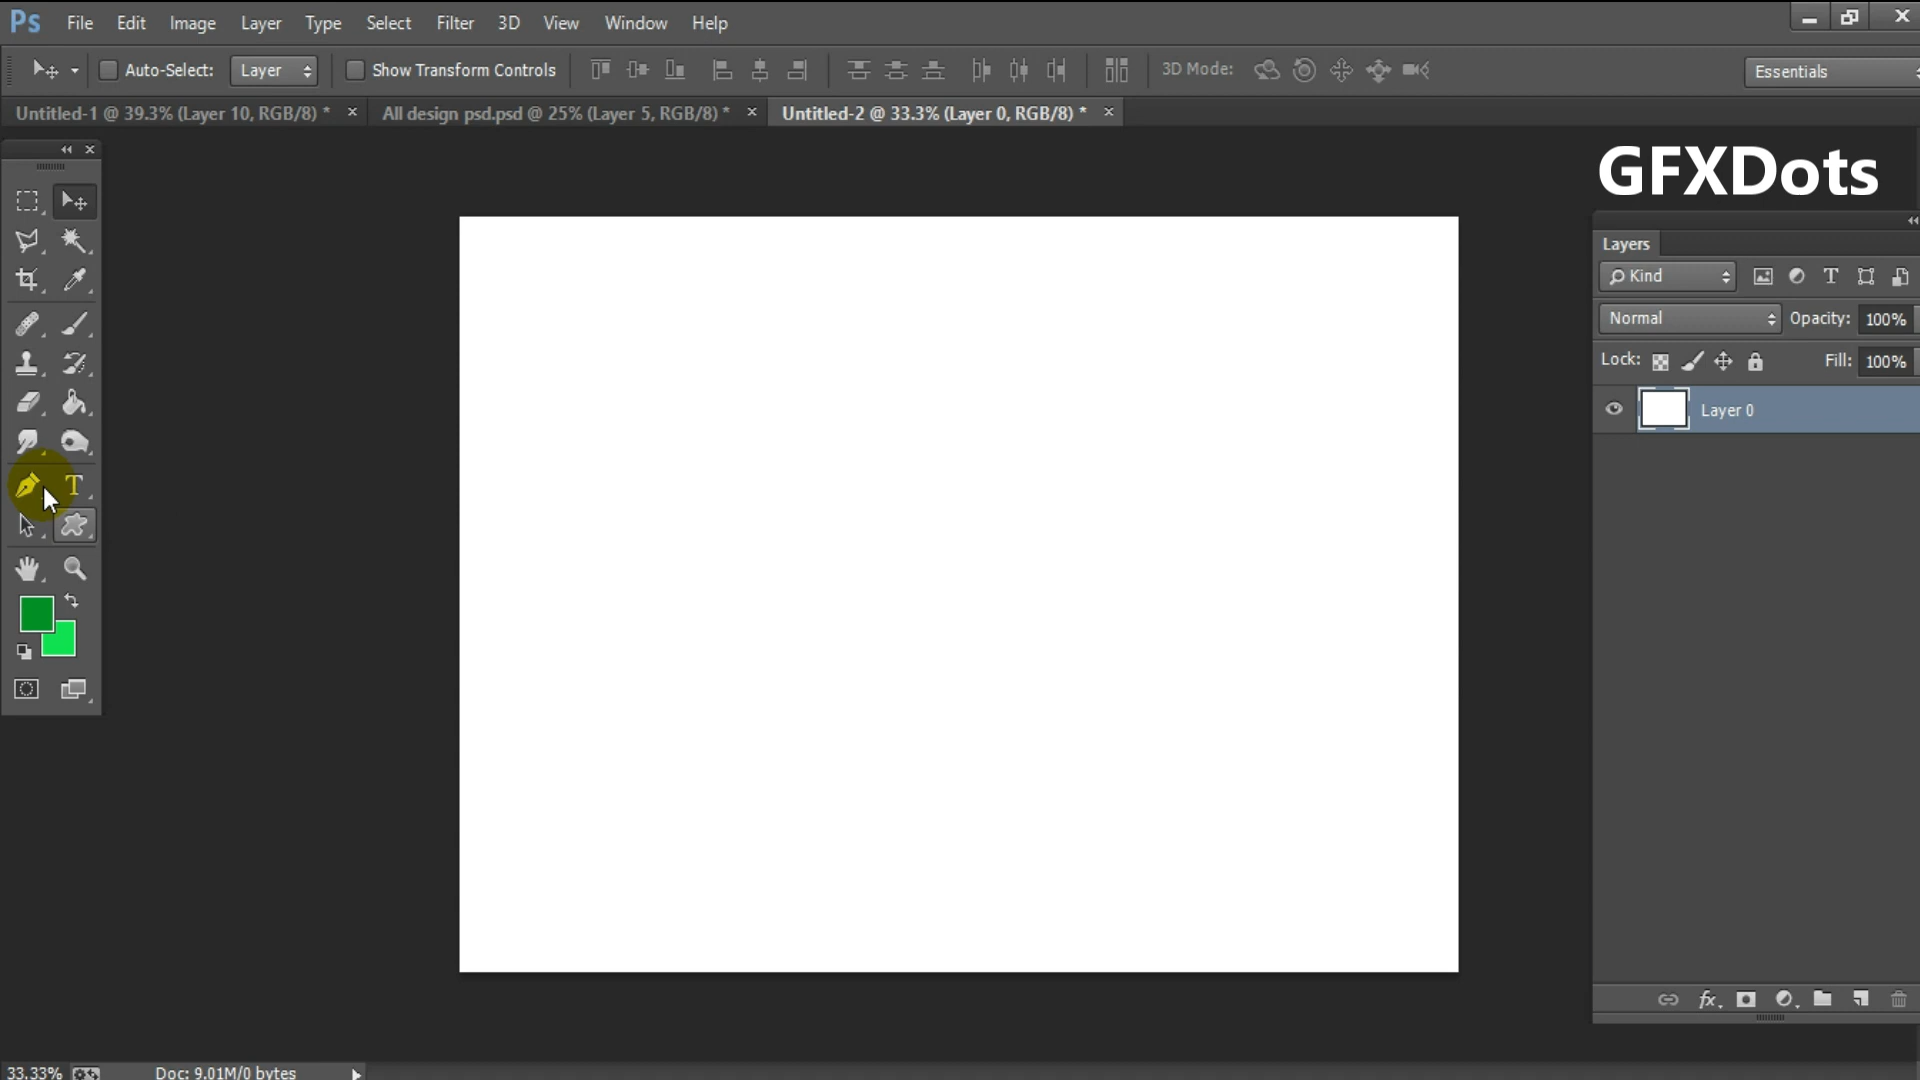 Ps File Edit Image Layer Type Select Filter 3D View Window Help
Auto-Select: Layer Show Transform Controls 3D Mode: Essentials
Untitled-1 @ 39.3% (Layer 10, RGB/8) * × All design psd.psd @ 25% (Layer 5, RGB/8) * × Untitled-2 @ 33.3% (Layer 0, RGB/8) * ×
GFXDots
Layers
Kind T
Normal Opacity: 100%
Lock: Fill: 100%
Layer 0
T
fx
33.33% Doc: 9.01M/0 bytes